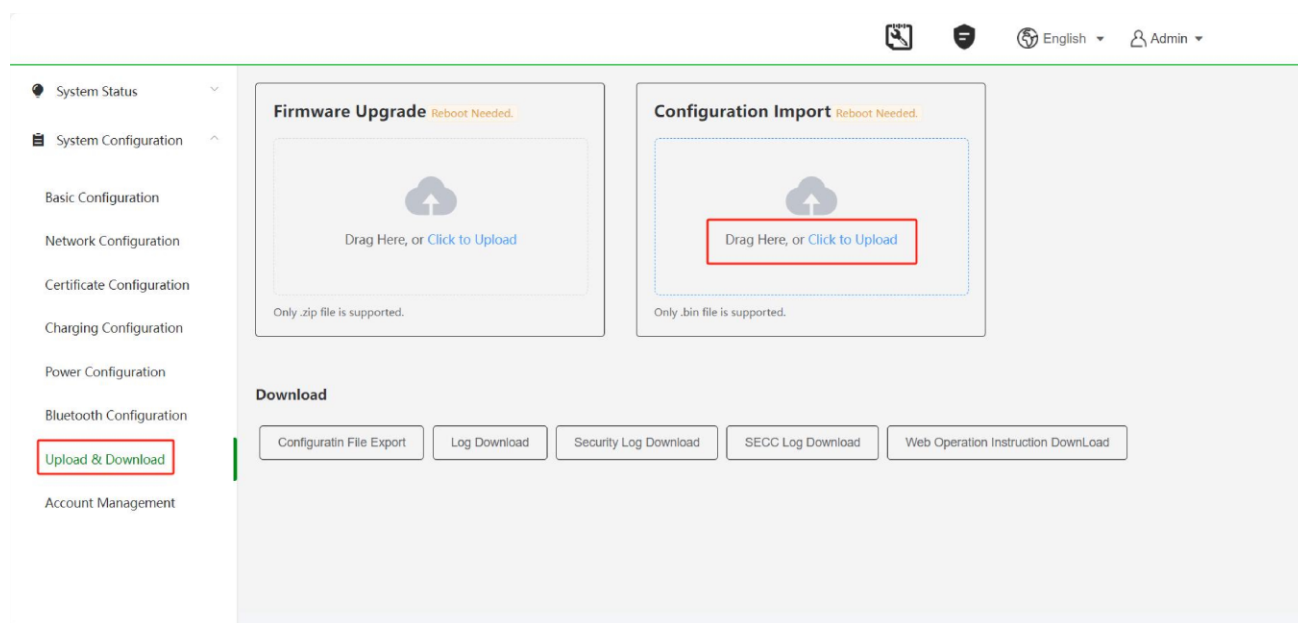 English
Admin
System Status
System Configuration
Basic Configuration
Network Configuration
Certificate Configuration
Charging Configuration
Power Configuration
Bluetooth Configuration
Upload & Download
Account Management
Firmware Upgrade Reboot Needed.
Drag Here, or Click to Upload
Only .zip file is supported.
Configuration Import Reboot Needed.
Drag Here, or Click to Upload
Only .bin file is supported.
Download
Configuratin File Export
Log Download
Security Log Download
SECC Log Download
Web Operation Instruction DownLoad